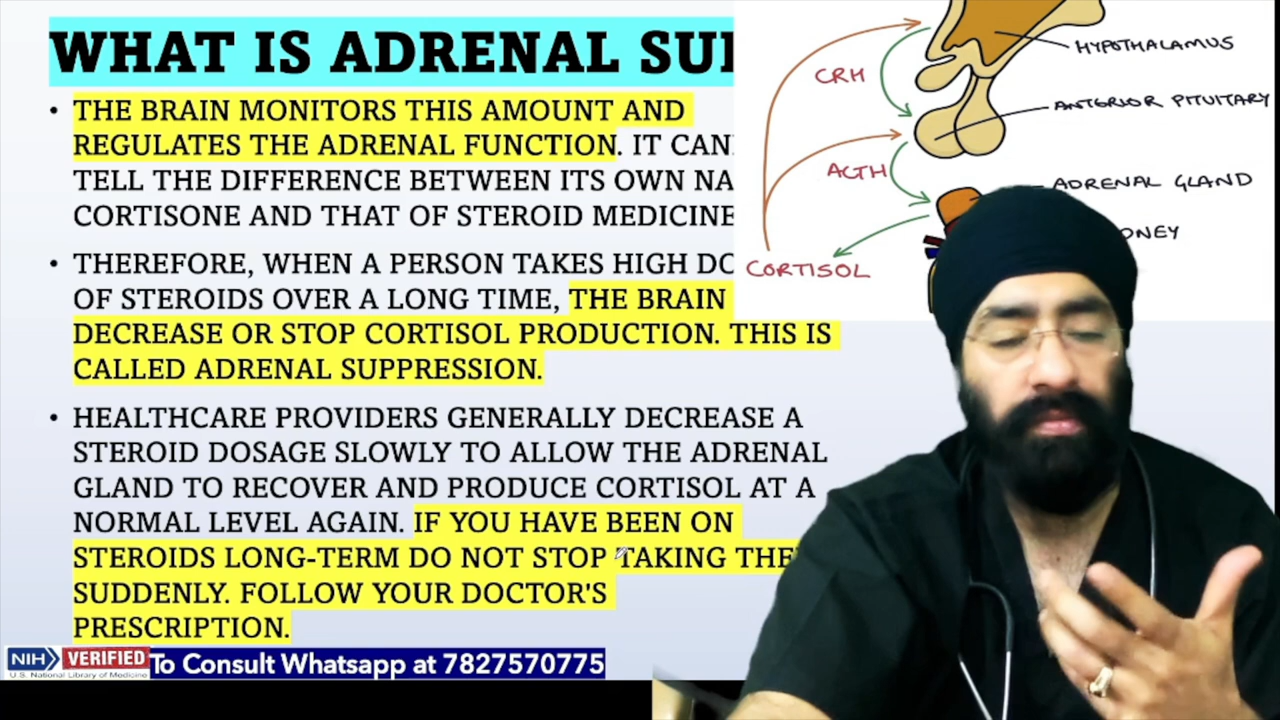 WHAT IS ADRENAL
• THE BRAIN MONITORS THIS AMOUNT AND
REGULATES THE ADRENAL FUNCTION. IT
TELL THE DIFFERENCE BETWEEN ITS OWN
CORTISONE AND THAT OF STEROID MEDICINE
• THEREFORE, WHEN A PERSON TAKES HIGH
OF STEROIDS OVER A LONG TIME, THE BRAIN
DECREASE OR STOP CORTISOL PRODUCTION. THIS IS
CALLED ADRENAL SUPPRESSION.
• HEALTHCARE PROVIDERS GENERALLY DECREASE A
STEROID DOSAGE SLOWLY TO ALLOW THE ADRENAL
GLAND TO RECOVER AND PRODUCE CORTISOL AT A
NORMAL LEVEL AGAIN. IF YOU HAVE BEEN ON
STEROIDS LONG-TERM DO NOT STOP TAKING
SUDDENLY. FOLLOW YOUR DOCTOR'S
PRESCRIPTION.
HYPOTHALAMUS
CRH
ANTERIOR PITUITARY
ACTH
ADRENAL GLAND
CORTISOL
NIH VERIFIED
U.S. National Library of Medicine
To Consult Whatsapp at 7827570775